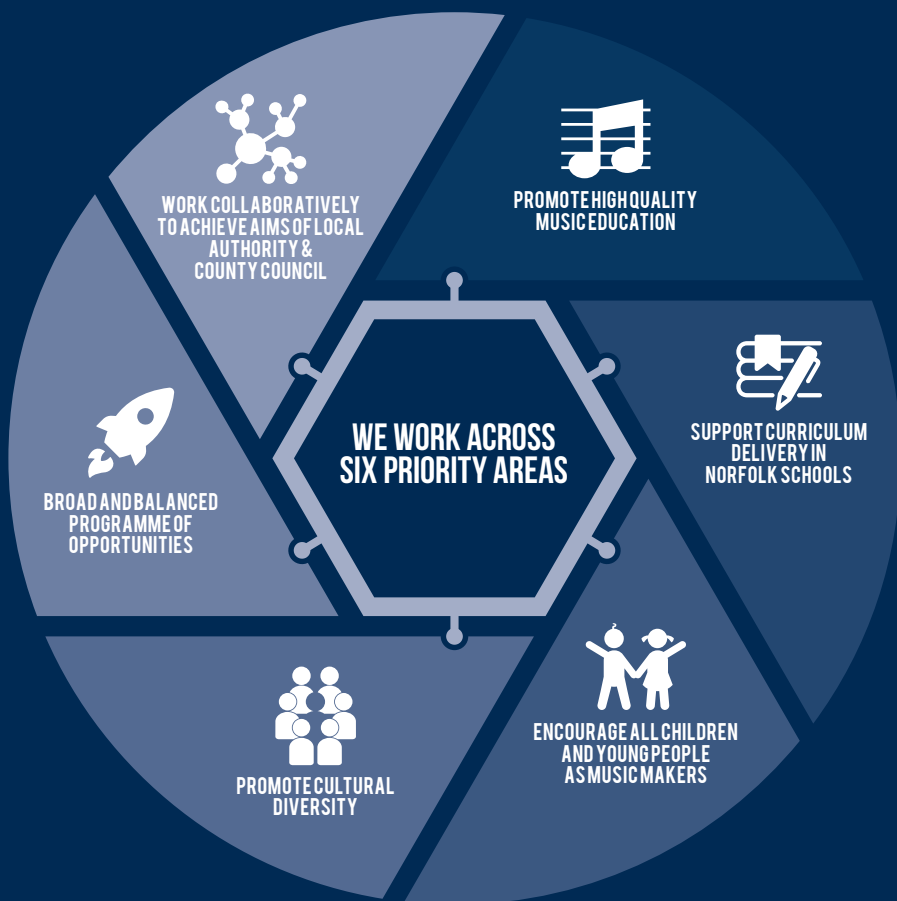 WE WORK ACROSS
SIX PRIORITY AREAS
PROMOTE HIGH QUALITY
MUSIC EDUCATION
SUPPORT CURRICULUM
DELIVERY IN
NORFOLK SCHOOLS
ENCOURAGE ALL CHILDREN
AND YOUNG PEOPLE
AS MUSIC MAKERS
PROMOTE CULTURAL
DIVERSITY
BROAD AND BALANCED
PROGRAMME OF
OPPORTUNITIES
WORK COLLABORATIVELY
TO ACHIEVE AIMS OF LOCAL
AUTHORITY &
COUNTY COUNCIL